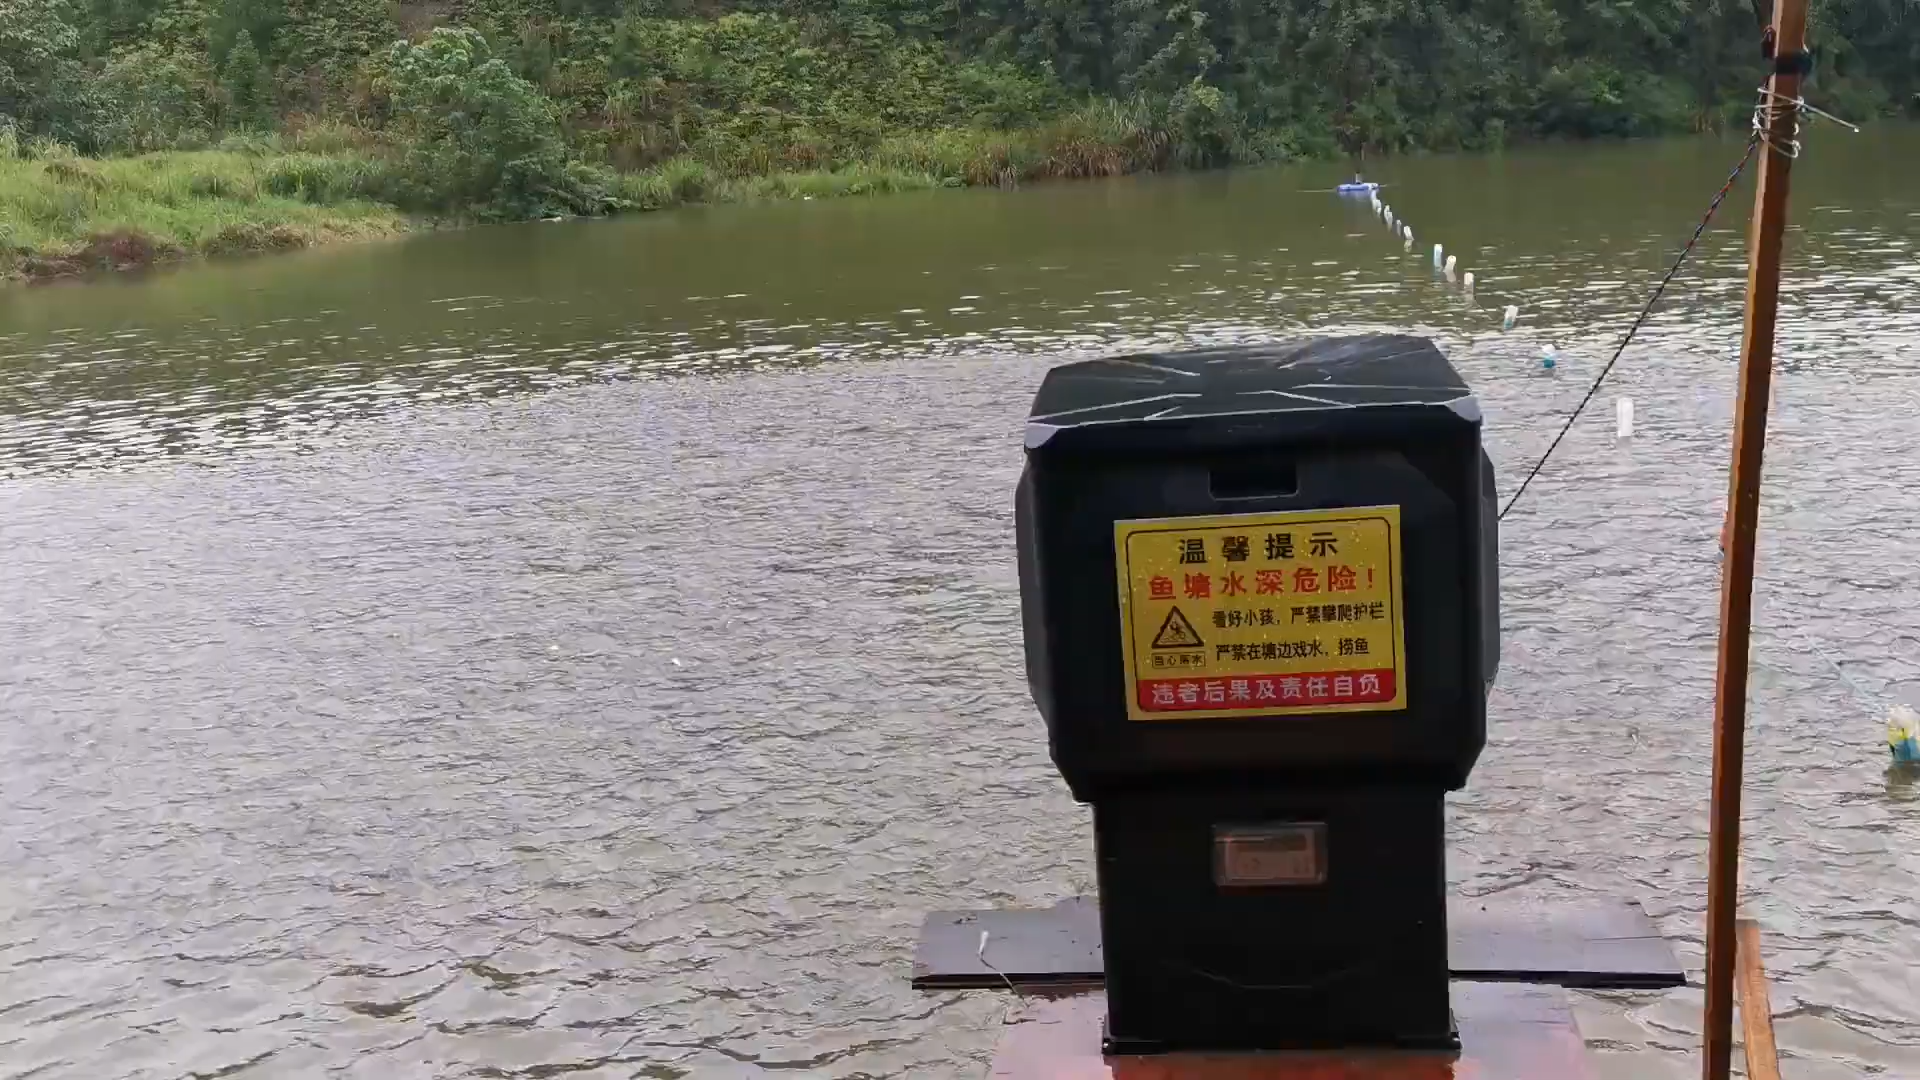 温馨提示
鱼塘水深危险！
看好小孩，严禁攀爬护栏
严禁在塘边戏水，捞鱼
当心落水
违者后果及责任自负